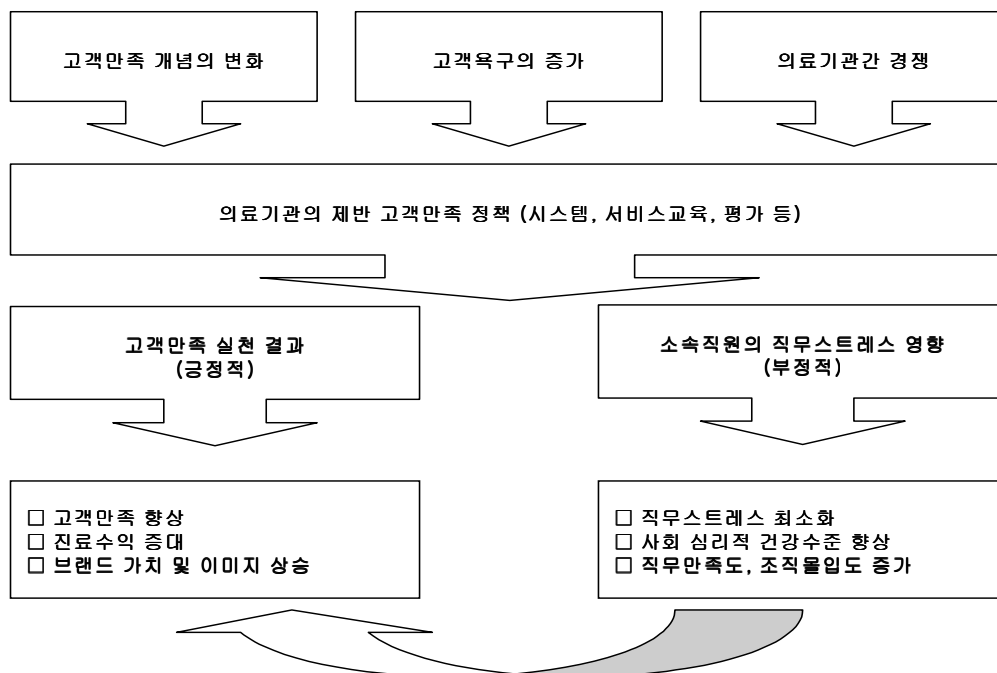 고객만족 개념의 변화
고객욕구의 증가
의료기관간 경쟁
의료기관의 제반 고객만족 정책 (시스템, 서비스교육, 평가 등)
고객만족 실천 결과
(긍정적)
소속직원의 직무스트레스 영향
(부정적)
□ 고객만족 향상
□ 진료수익 증대
□ 브랜드 가치 및 이미지 상승
□ 직무스트레스 최소화
□ 사회 심리적 건강수준 향상
□ 직무만족도, 조직몰입도 증가